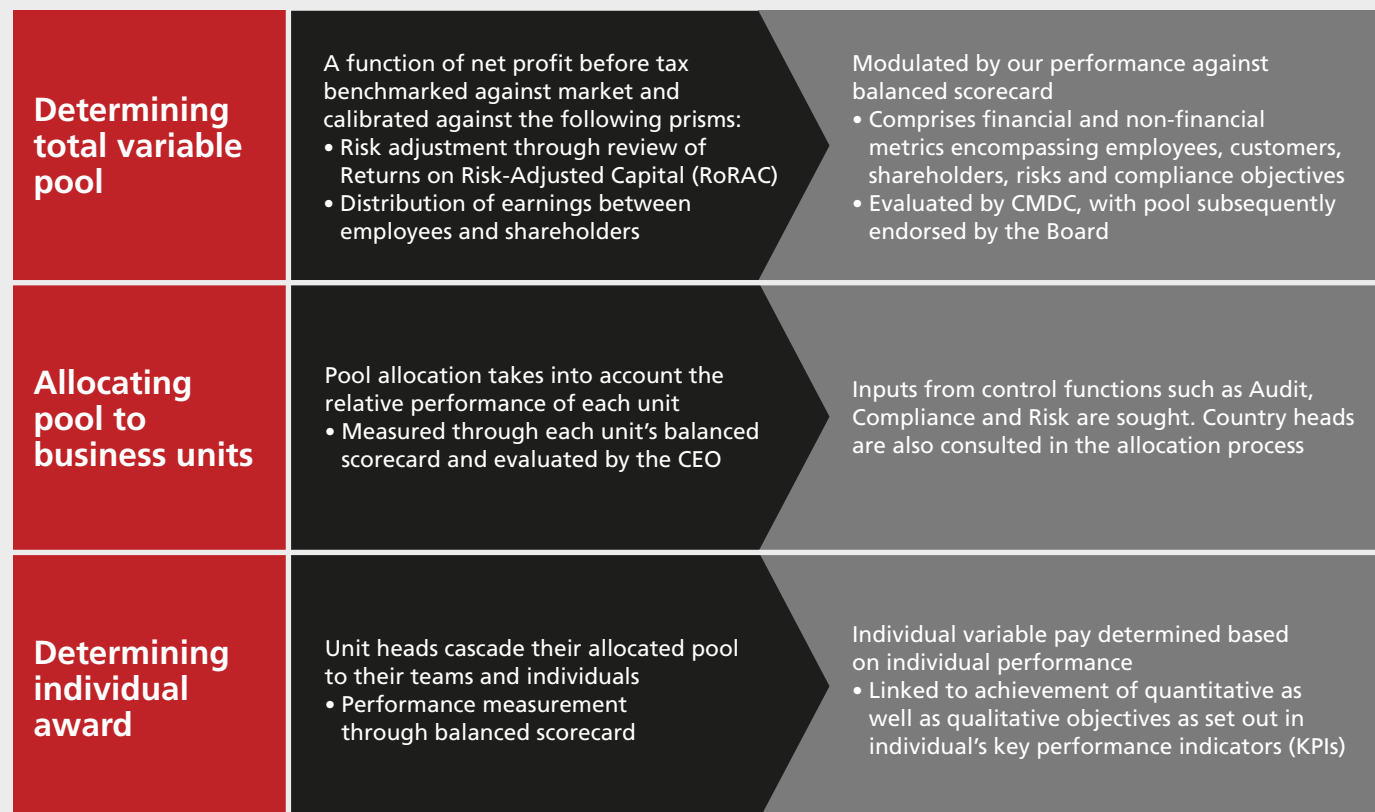 Determining
total variable
pool
A function of net profit before tax
benchmarked against market and
calibrated against the following prisms:
• Risk adjustment through review of
Returns on Risk-Adjusted Capital (RoRAC)
• Distribution of earnings between
employees and shareholders
Modulated by our performance against
balanced scorecard
• Comprises financial and non-financial
metrics encompassing employees, customers,
shareholders, risks and compliance objectives
• Evaluated by CMDC, with pool subsequently
endorsed by the Board
Allocating
pool to
business units
Pool allocation takes into account the
relative performance of each unit
• Measured through each unit’s balanced
scorecard and evaluated by the CEO
Inputs from control functions such as Audit,
Compliance and Risk are sought. Country heads
are also consulted in the allocation process
Determining
individual
award
Unit heads cascade their allocated pool
to their teams and individuals
• Performance measurement
through balanced scorecard
Individual variable pay determined based
on individual performance
• Linked to achievement of quantitative as
well as qualitative objectives as set out in
individual’s key performance indicators (KPIs)